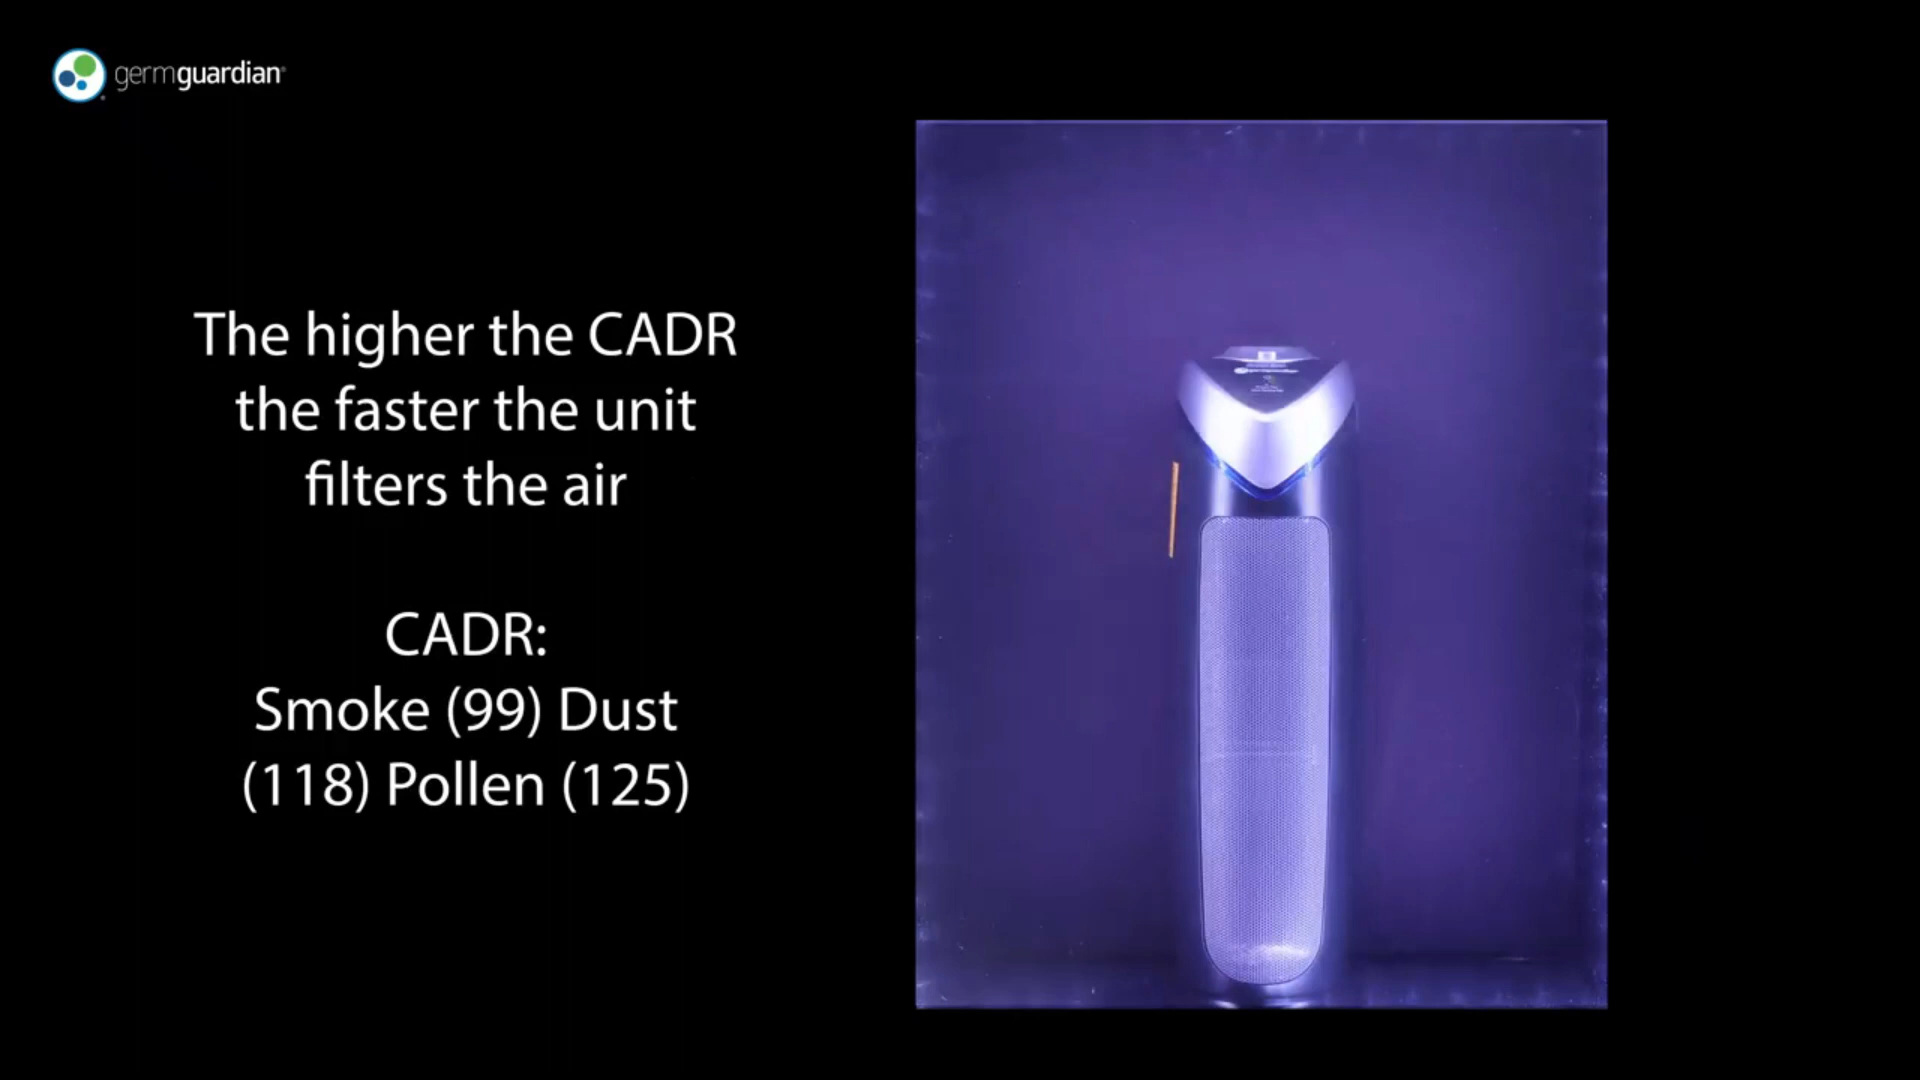 germguardian
The higher the CADR
the faster the unit
filters the air
CADR:
Smoke (99) Dust
(118) Pollen (125)
germguardian